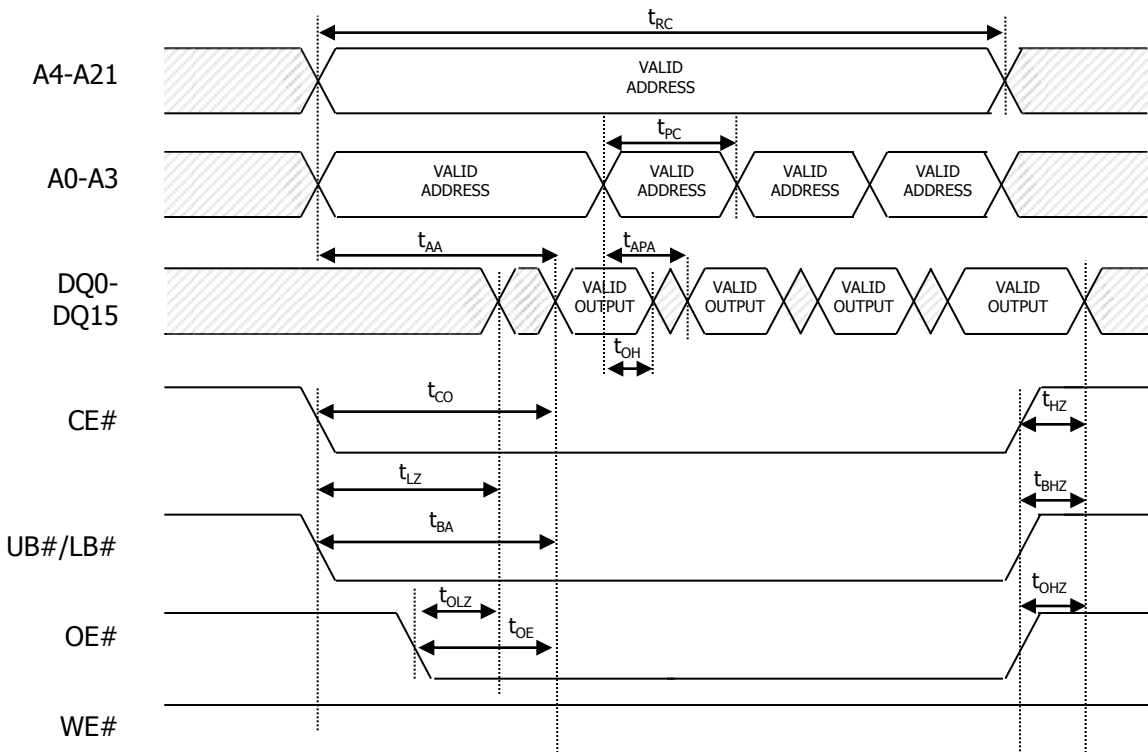 tRC
A4-A21
VALID
ADDRESS
tPC
A0-A3
VALID
ADDRESS
VALID
ADDRESS
VALID
ADDRESS
VALID
ADDRESS
tAA
tAPA
DQ0-
DQ15
VALID
OUTPUT
VALID
OUTPUT
VALID
OUTPUT
VALID
OUTPUT
tOH
CE#
tCO
tHZ
tLZ
tBHZ
UB#/LB#
tBA
tOLZ
tOHZ
OE#
tOE
WE#